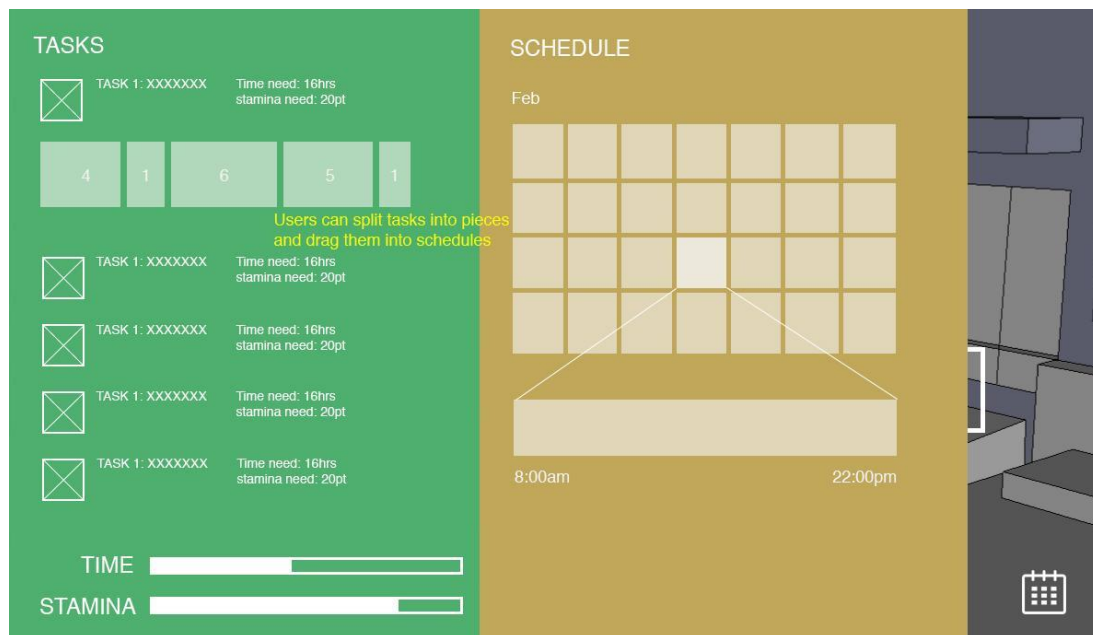 TASKS
TASK 1: XXXXXXX
Time need: 16hrs
stamina need: 20pt
4 1 6 5 1
Users can split tasks into pieces
and drag them into schedules
TASK 1: XXXXXXX
Time need: 16hrs
stamina need: 20pt
TASK 1: XXXXXXX
Time need: 16hrs
stamina need: 20pt
TASK 1: XXXXXXX
Time need: 16hrs
stamina need: 20pt
TASK 1: XXXXXXX
Time need: 16hrs
stamina need: 20pt
TIME
STAMINA
SCHEDULE
Feb
8:00am 22:00pm